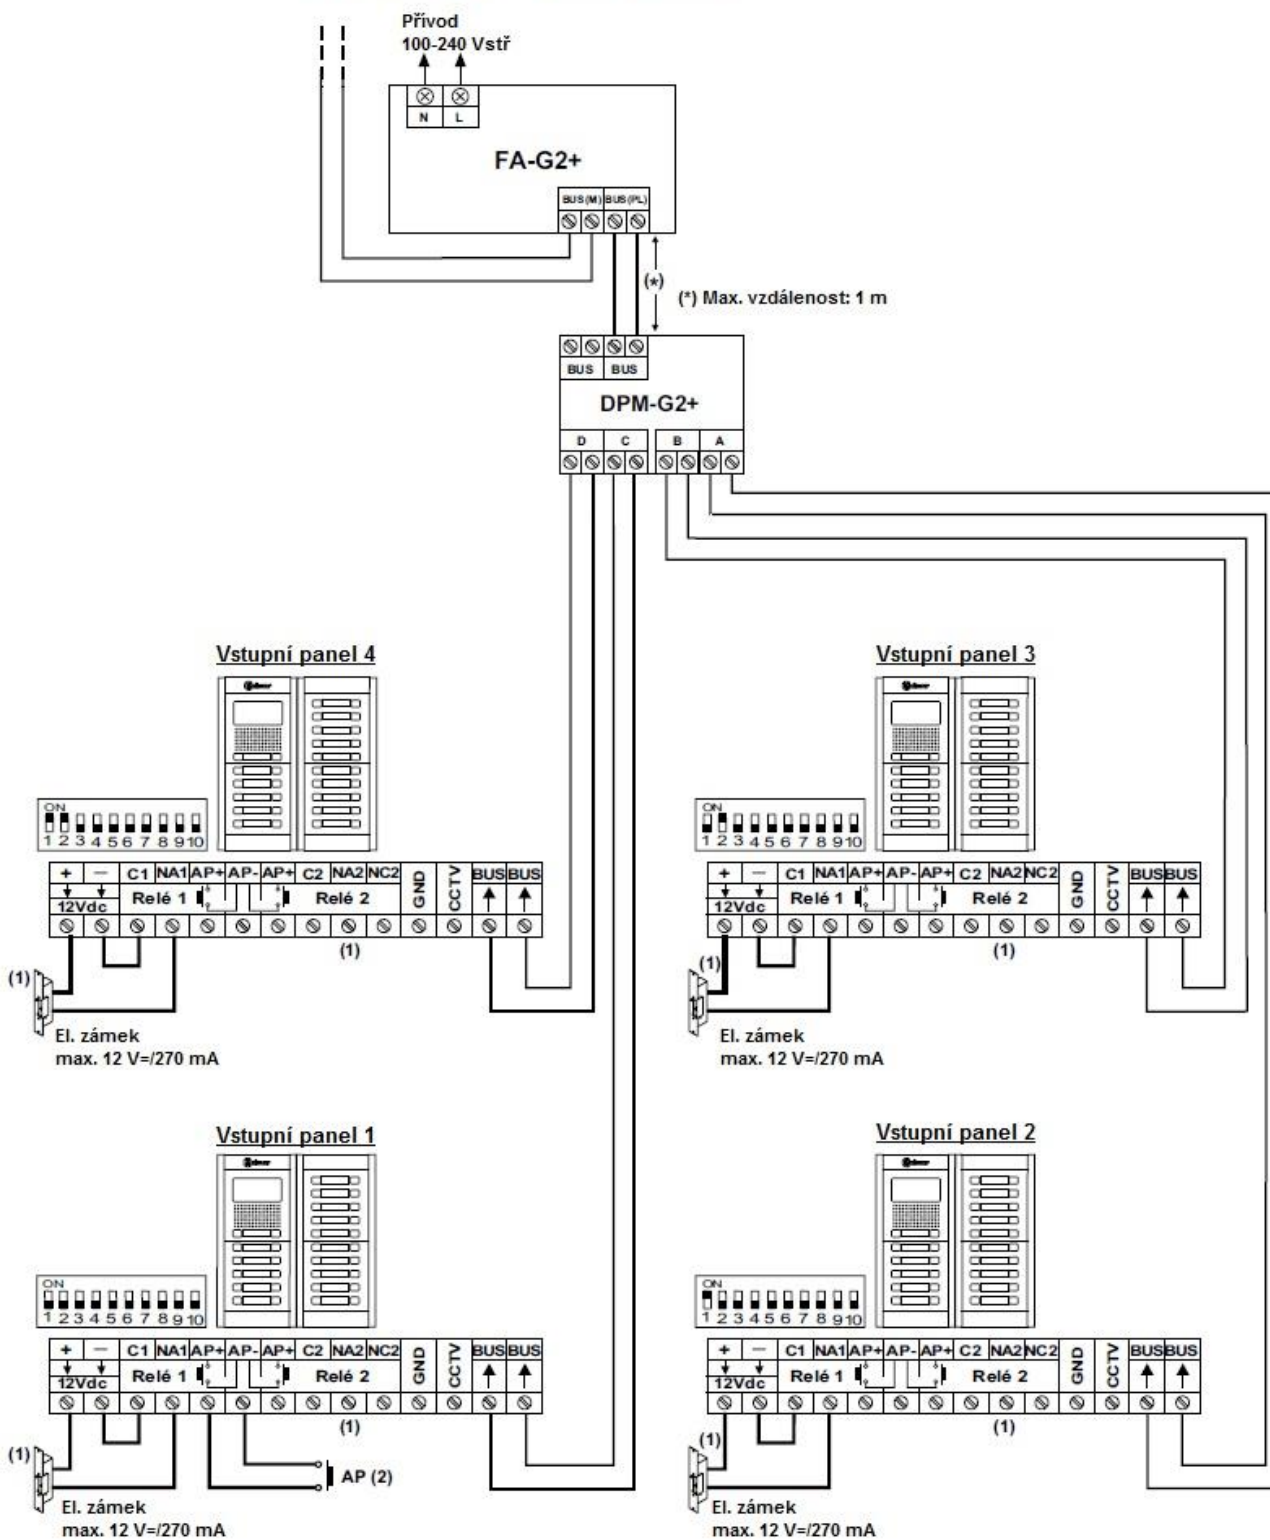 Přívod
100-240 Vstř
N L
FA-G2+
BUS(M) BUS(PL)
(*)
(*) Max. vzdálenost: 1 m
BUS BUS
DPM-G2+
D C B A
Vstupní panel 4
ON
1 2 3 4 5 6 7 8 9 10
+ — C1 NA1 AP+ AP- AP+ C2 NA2 NC2 GND CCTV BUS BUS
12Vdc Relé 1 Relé 2
(1)
(1)
El. zámek
max. 12 V=/270 mA
Vstupní panel 3
ON
1 2 3 4 5 6 7 8 9 10
+ — C1 NA1 AP+ AP- AP+ C2 NA2 NC2 GND CCTV BUS BUS
12Vdc Relé 1 Relé 2
(1)
(1)
El. zámek
max. 12 V=/270 mA
Vstupní panel 1
ON
1 2 3 4 5 6 7 8 9 10
+ — C1 NA1 AP+ AP- AP+ C2 NA2 NC2 GND CCTV BUS BUS
12Vdc Relé 1 Relé 2
(1)
(1)
AP (2)
El. zámek
max. 12 V=/270 mA
Vstupní panel 2
ON
1 2 3 4 5 6 7 8 9 10
+ — C1 NA1 AP+ AP- AP+ C2 NA2 NC2 GND CCTV BUS BUS
12Vdc Relé 1 Relé 2
(1)
(1)
El. zámek
max. 12 V=/270 mA